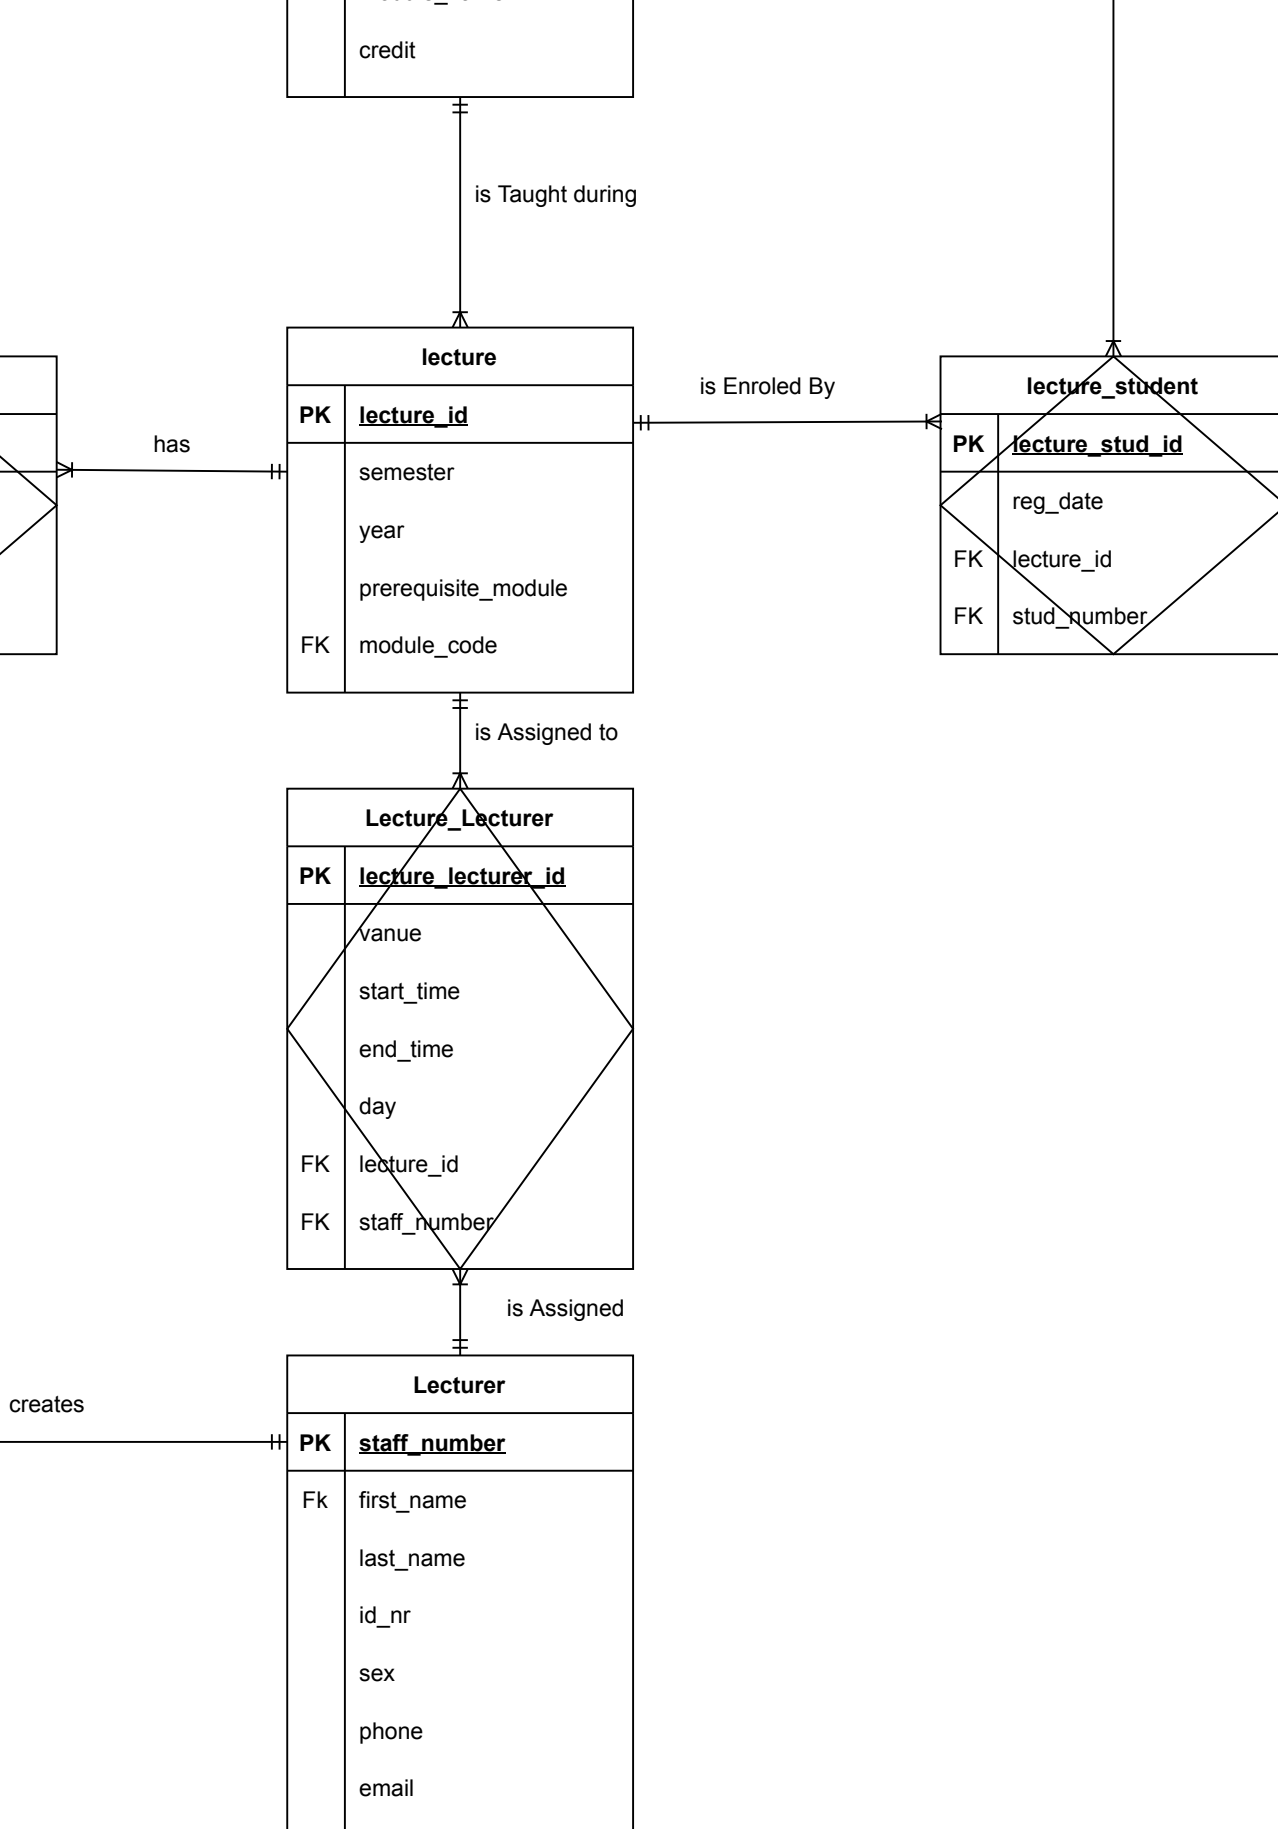 credit
is Taught during
lecture
PK lecture_id
semester
year
prerequisite_module
FK module_code
has
is Enroled By
lecture_student
PK lecture_stud_id
reg_date
FK lecture_id
FK stud_number
is Assigned to
Lecture_Lecturer
PK lecture_lecturer_id
vanue
start_time
end_time
day
FK lecture_id
FK staff_number
is Assigned
creates
Lecturer
PK staff_number
Fk first_name
last_name
id_nr
sex
phone
email